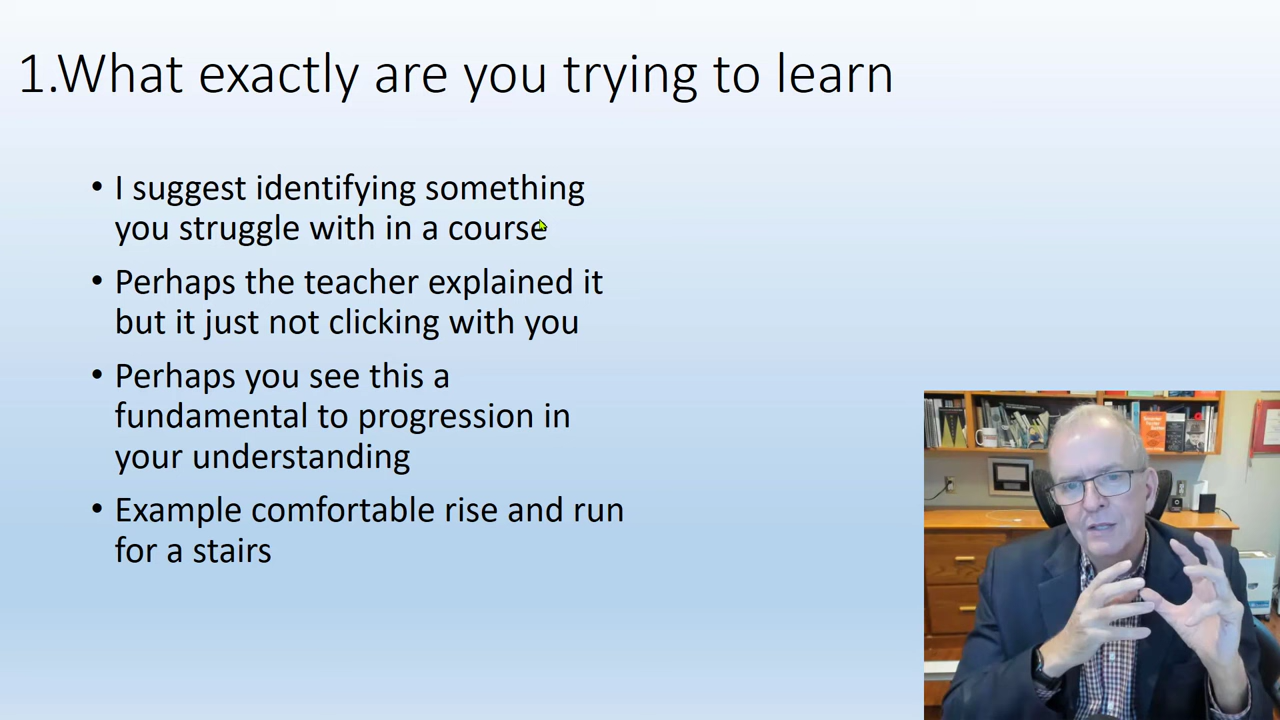 1.What exactly are you trying to learn
• I suggest identifying something
you struggle with in a course
• Perhaps the teacher explained it
but it just not clicking with you
• Perhaps you see this a
fundamental to progression in
your understanding
• Example comfortable rise and run
for a stairs